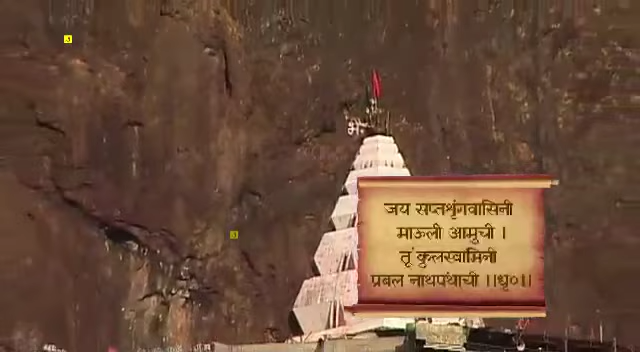 जय सप्तशृंगवासिनी
माऊली आमुची ।
तूं कुलस्वामिनी
प्रबल नाथपंथाची ।।धृ०।।